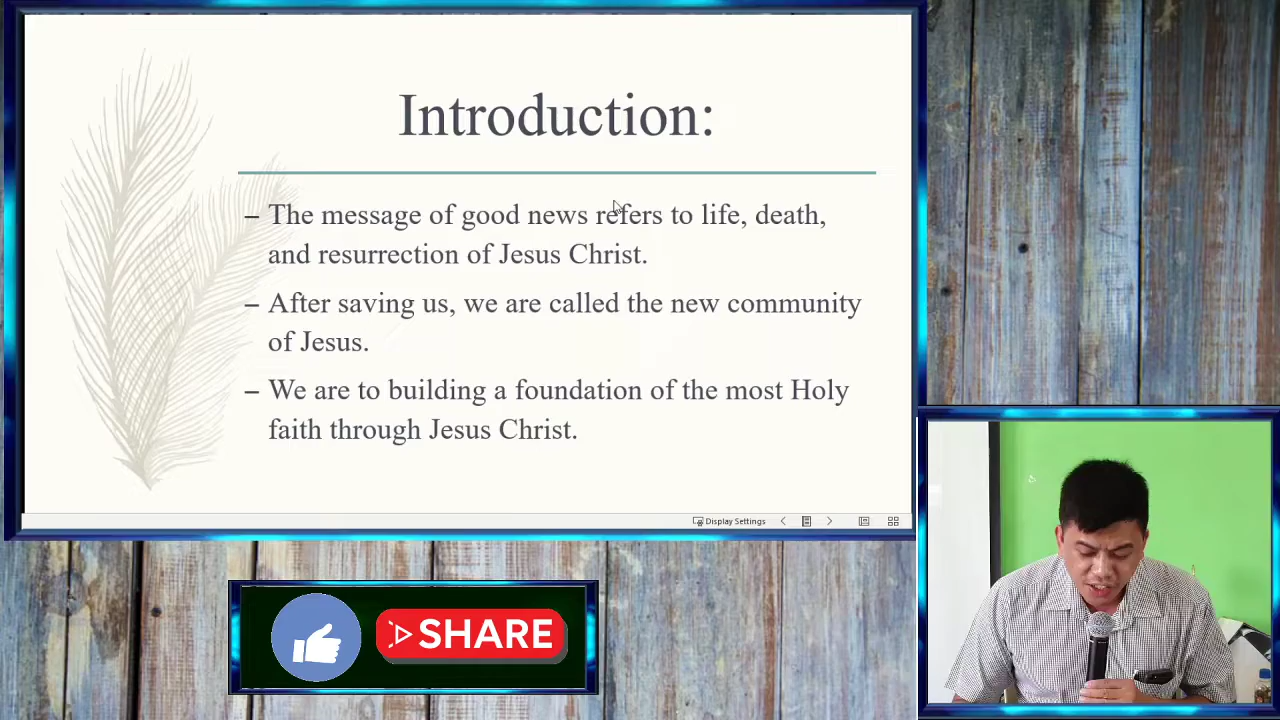 Introduction:
– The message of good news refers to life, death,
and resurrection of Jesus Christ.
– After saving us, we are called the new community
of Jesus.
– We are to building a foundation of the most Holy
faith through Jesus Christ.
Display Settings
SHARE